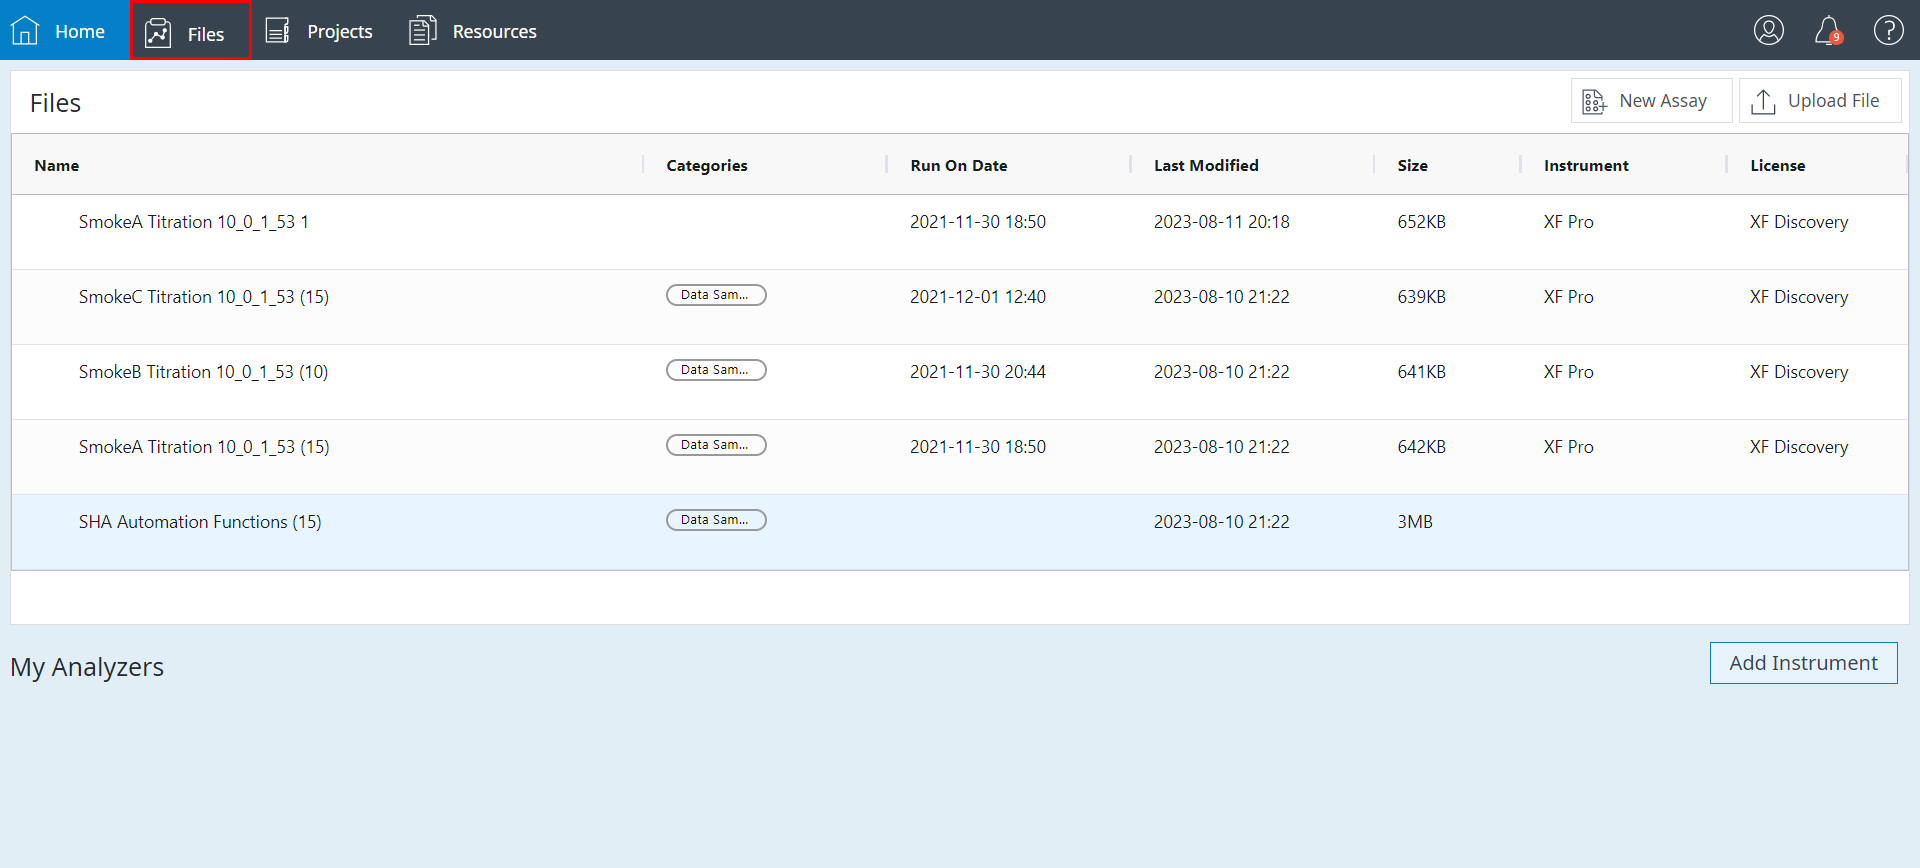 Home Files Projects Resources 9 ?
Files New Assay Upload File
Name Categories Run On Date Last Modified Size Instrument License
SmokeA Titration 10_0_1_53 1 2021-11-30 18:50 2023-08-11 20:18 652KB XF Pro XF Discovery
SmokeC Titration 10_0_1_53 (15) Data Sam... 2021-12-01 12:40 2023-08-10 21:22 639KB XF Pro XF Discovery
SmokeB Titration 10_0_1_53 (10) Data Sam... 2021-11-30 20:44 2023-08-10 21:22 641KB XF Pro XF Discovery
SmokeA Titration 10_0_1_53 (15) Data Sam... 2021-11-30 18:50 2023-08-10 21:22 642KB XF Pro XF Discovery
SHA Automation Functions (15) Data Sam... 2023-08-10 21:22 3MB
My Analyzers Add Instrument